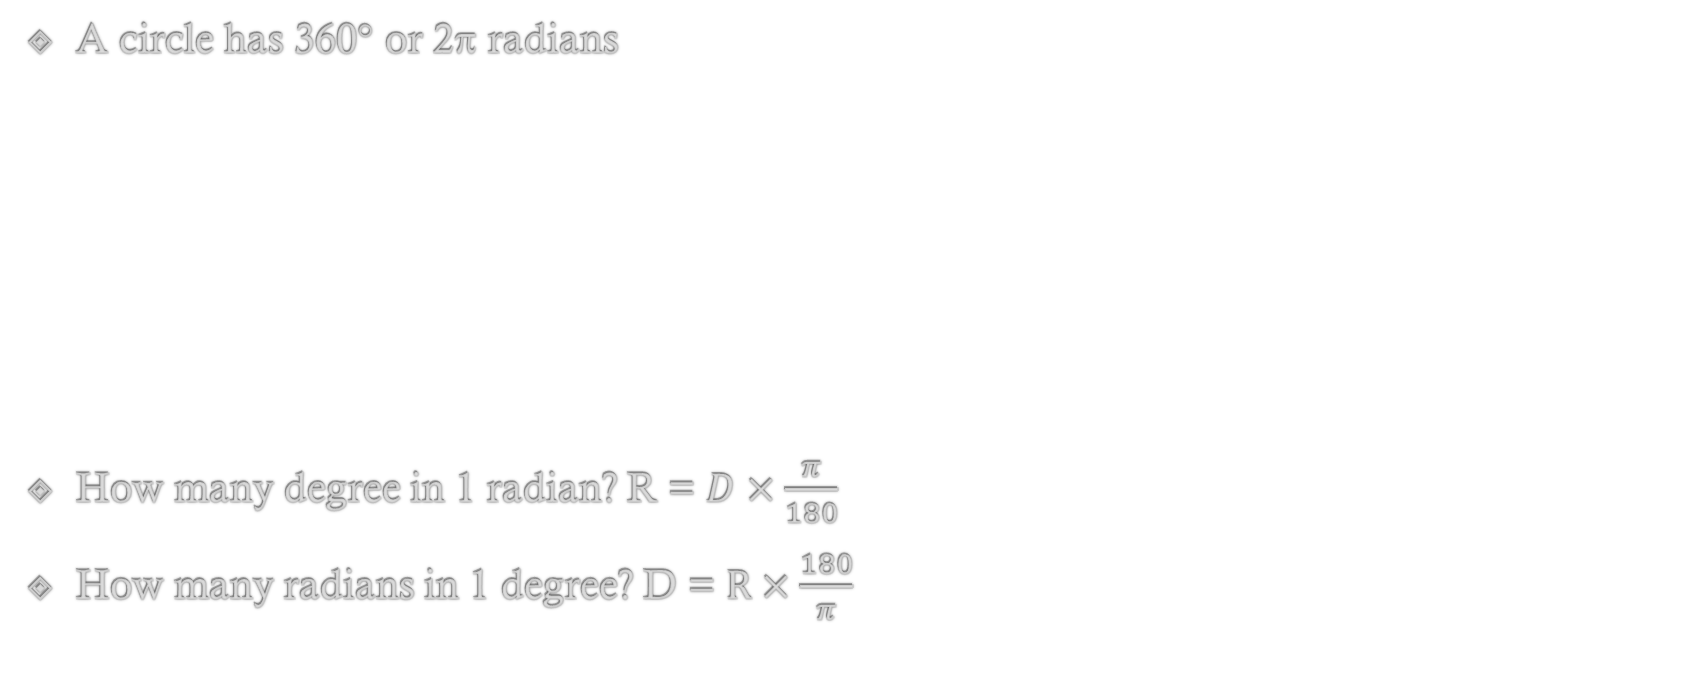 ❖ A circle has 360° or 2π radians
❖ How many degree in 1 radian? R = D × π/180
❖ How many radians in 1 degree? D = R × 180/π